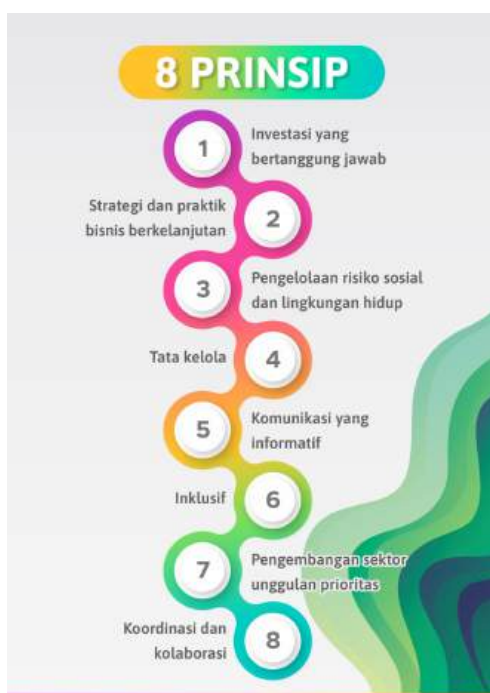 8 PRINSIP
1
Investasi yang
bertanggung jawab
Strategi dan praktik
bisnis berkelanjutan
2
3
Pengelolaan risiko sosial
dan lingkungan hidup
Tata kelola
4
5
Komunikasi yang
informatif
Inklusif
6
7
Pengembangan sektor
unggulan prioritas
Koordinasi dan
kolaborasi
8